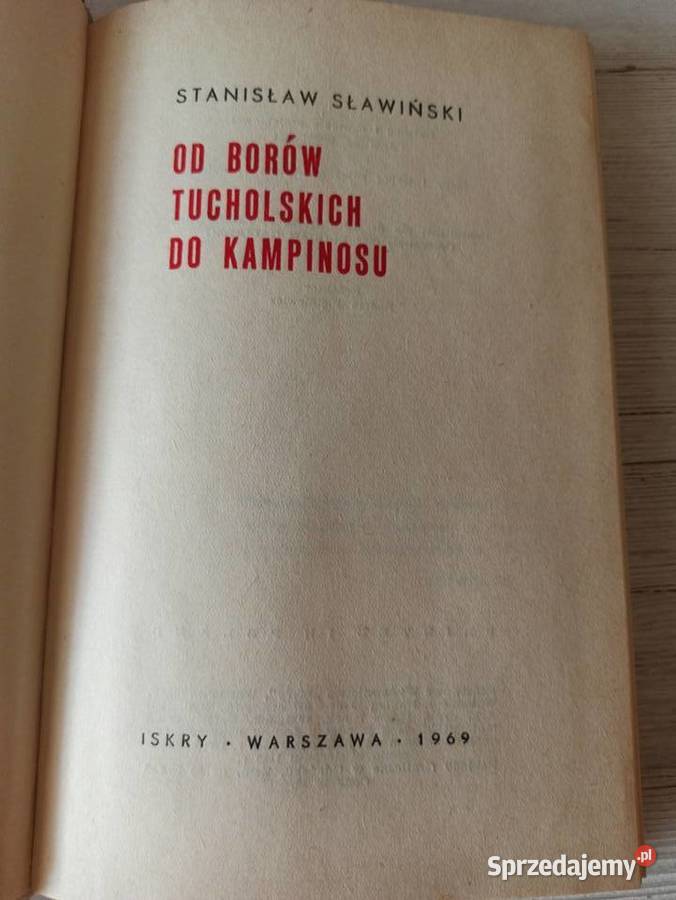 STANISŁAW SŁAWIŃSKI
OD BORÓW
TUCHOLSKICH
DO KAMPINOSU
ISKRY • WARSZAWA • 1969
Sprzedajemy.pl